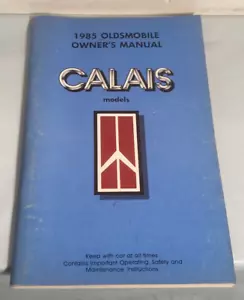 1985 OLDSMOBILE
OWNER'S MANUAL
CALAIS
models
Keep with car at all times
Contains Important Operating, Safety and
Maintenance Instructions